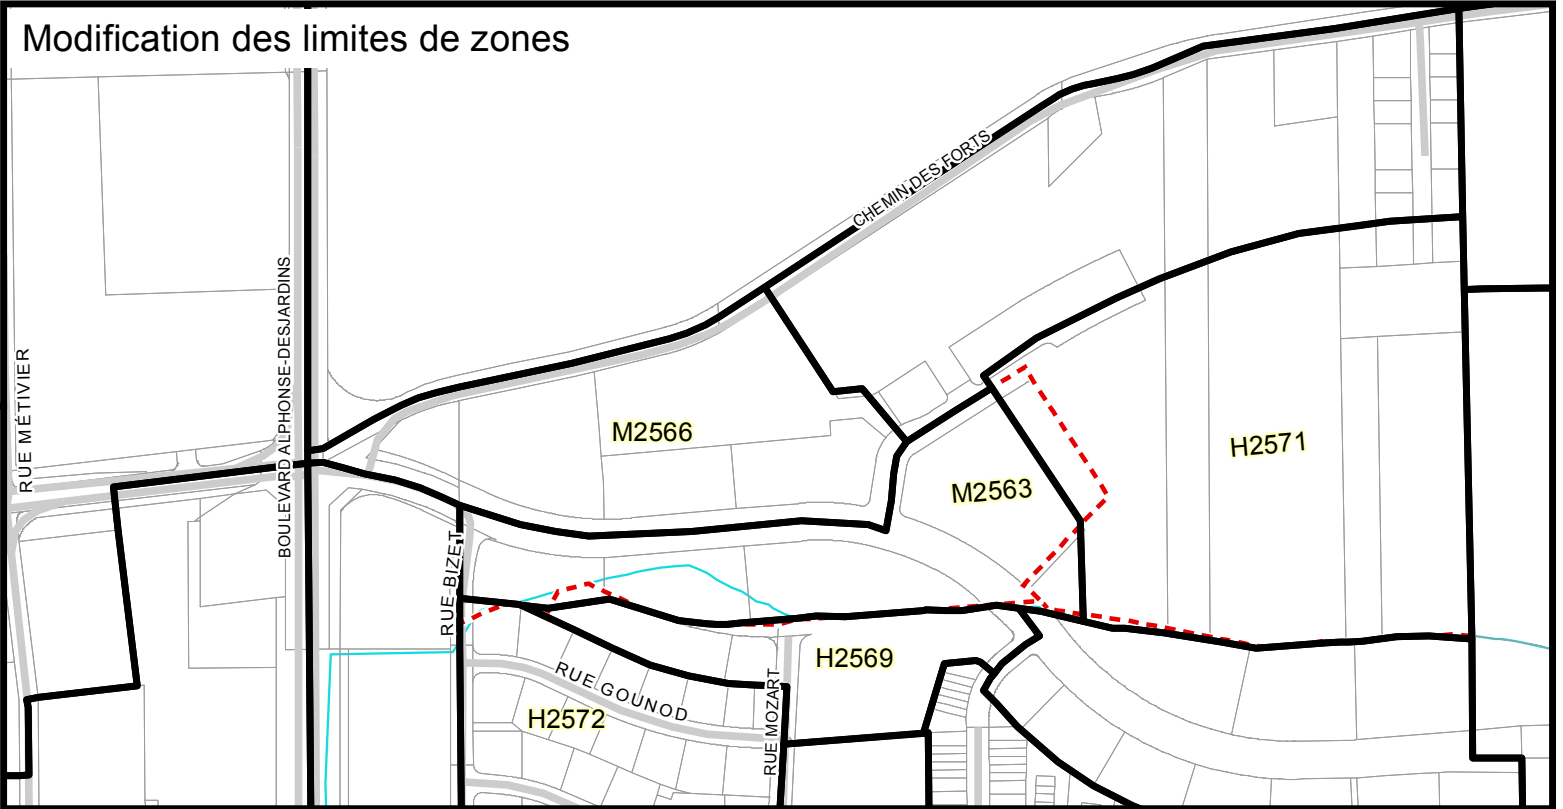 Modification des limites de zones
CHEMIN DES FORTS
BOULEVARD ALPHONSE-DESJARDINS
RUE MÉTIVIER
M2566
H2571
M2563
RUE BIZET
H2569
RUE GOUNOD
RUE MOZART
H2572